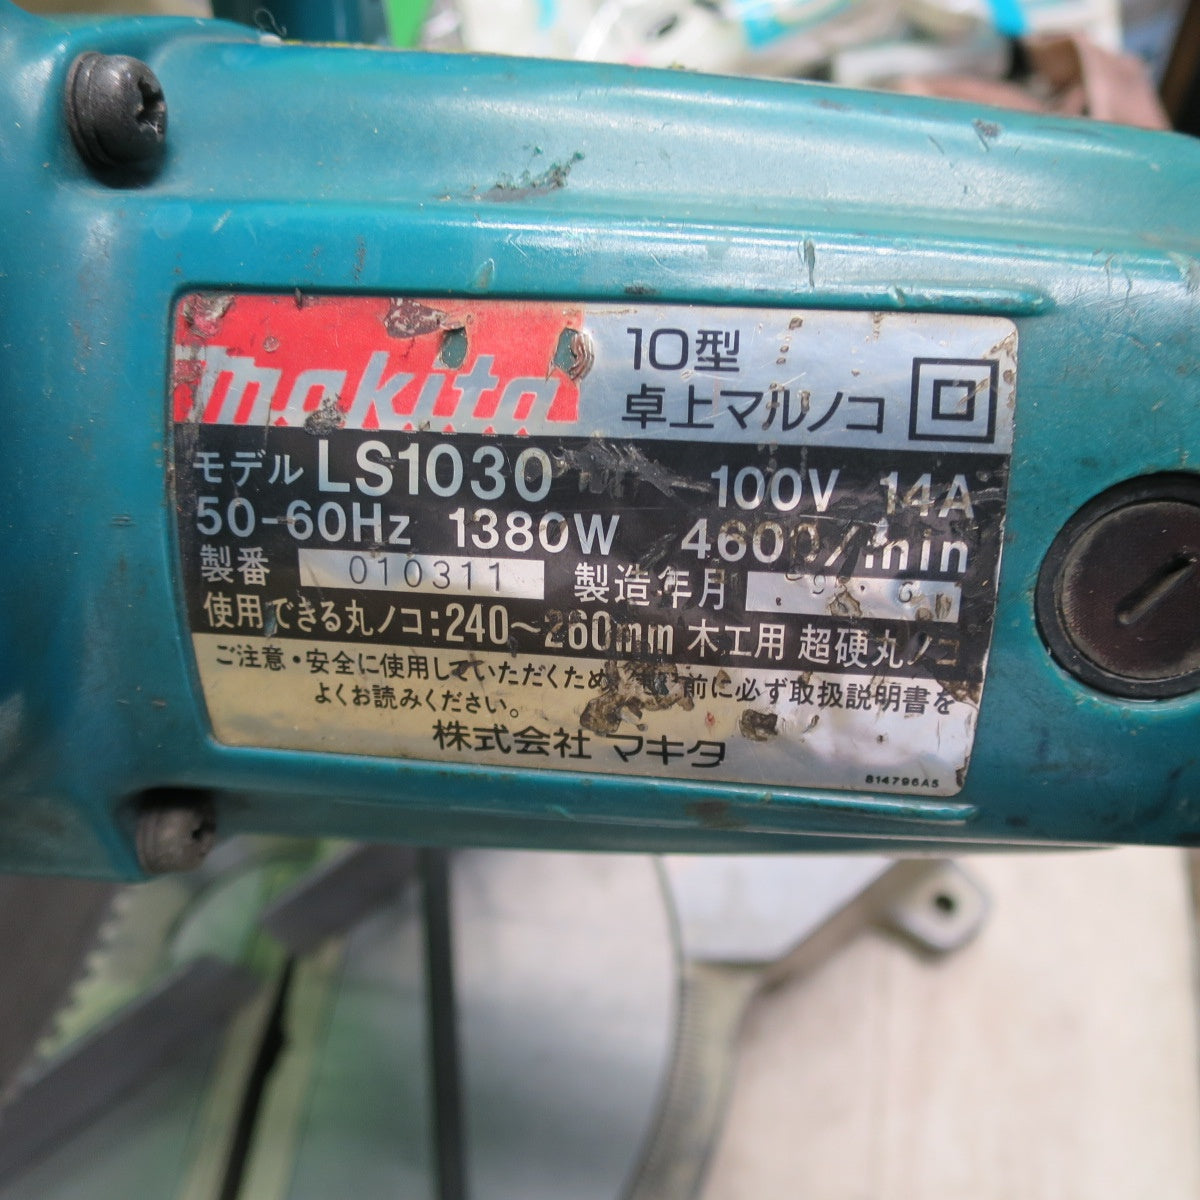 makita
10型
卓上マルノコ
モデル LS1030 100V 14A
50-60Hz 1380W 4600/min
製番 010311 製造年月
使用できる丸ノコ:240~260mm 木工用 超硬丸ノコ
ご注意・安全に使用していただくため 前に必ず取扱説明書を
よくお読みください。
株式会社 マキタ
814796A5